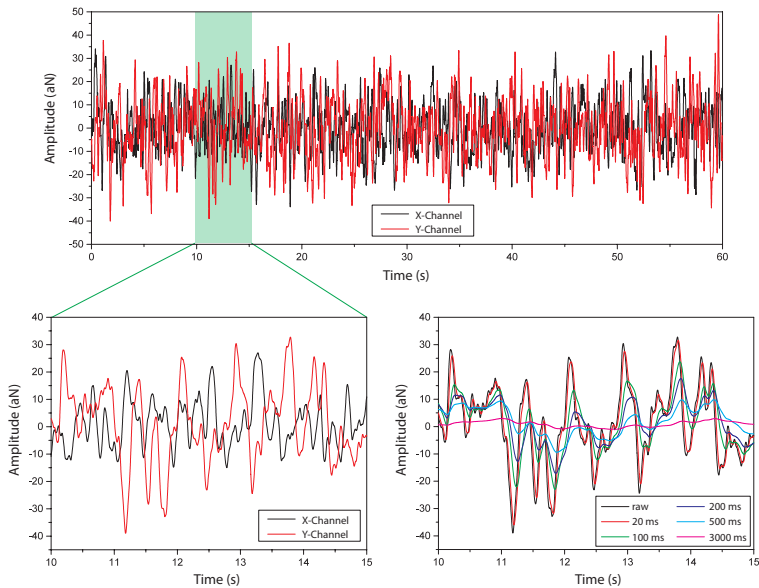 50
40
30
20
10
0
-10
-20
-30
-40
-50
Amplitude (aN)
X-Channel
Y-Channel
0 10 20 30 40 50 60
Time (s)
40
30
20
10
0
-10
-20
-30
-40
Amplitude (aN)
X-Channel
Y-Channel
10 11 12 13 14 15
Time (s)
40
30
20
10
0
-10
-20
-30
-40
Amplitude (aN)
raw 200 ms
20 ms 500 ms
100 ms 3000 ms
10 11 12 13 14 15
Time (s)